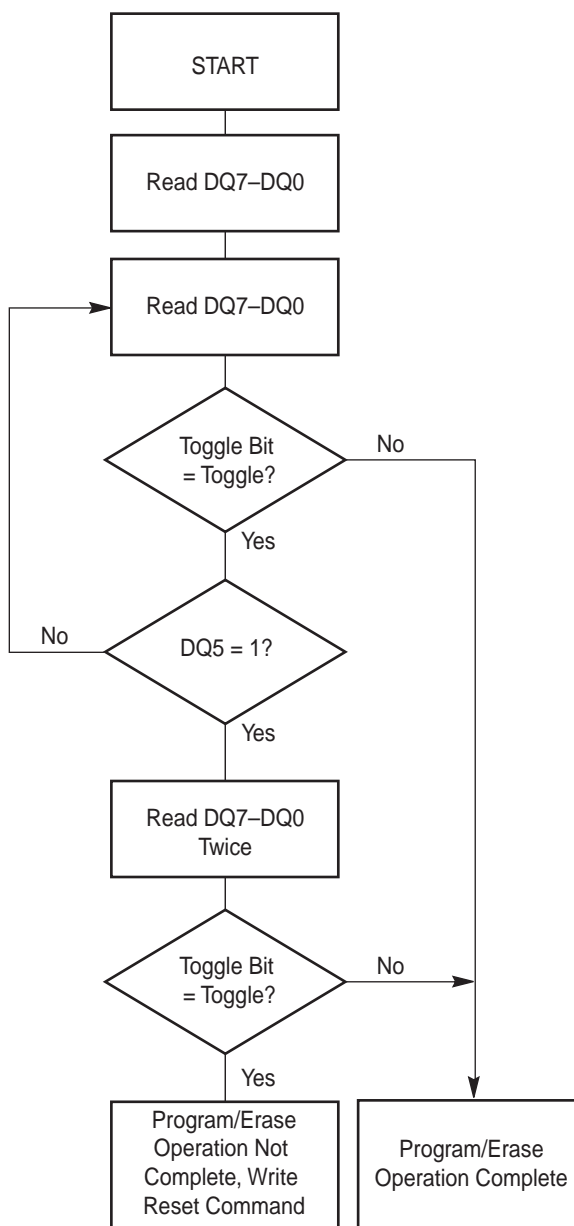 START
Read DQ7–DQ0
Read DQ7–DQ0
Toggle Bit
= Toggle?
No
Yes
No
DQ5 = 1?
Yes
Read DQ7–DQ0
Twice
Toggle Bit
= Toggle?
No
Yes
Program/Erase
Operation Not
Complete, Write
Reset Command
Program/Erase
Operation Complete